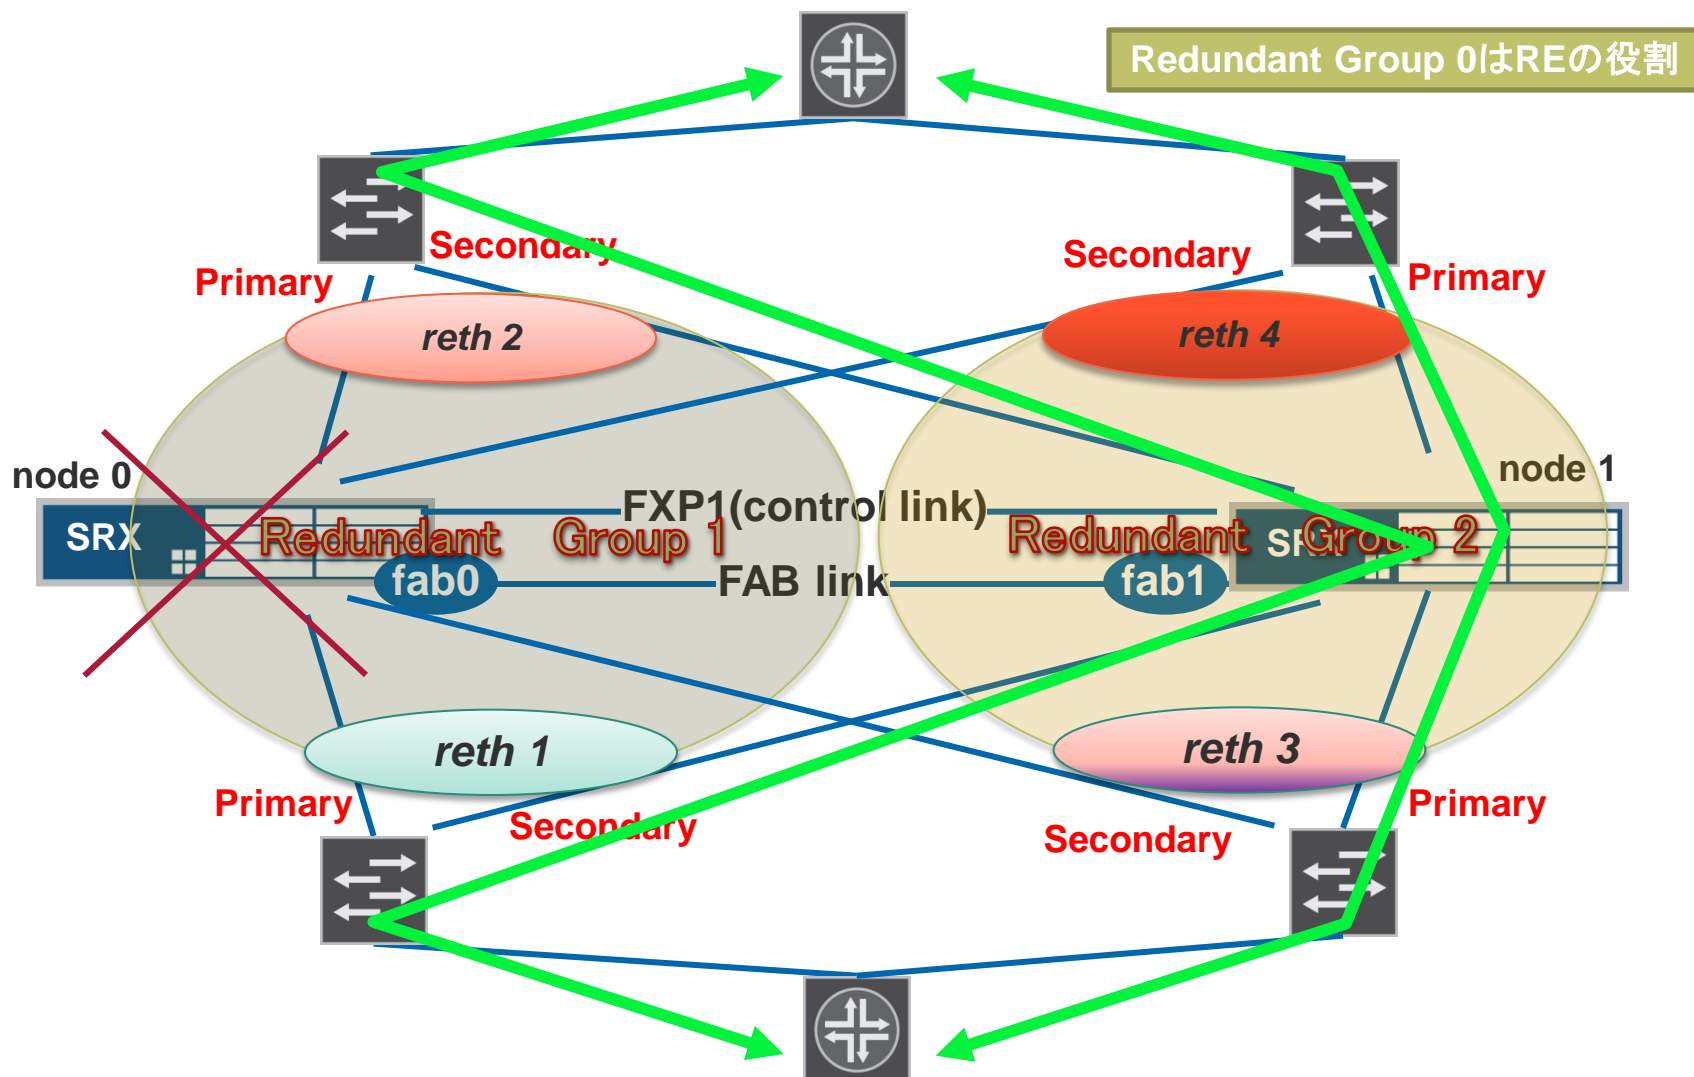 Redundant Group 0はREの役割
Secondary
Primary
Secondary
Primary
reth 2
reth 4
node 0
node 1
FXP1(control link)
SRX
Redundant Group 1
Redundant Group 2
SRX
fab0
FAB link
fab1
reth 1
reth 3
Primary
Secondary
Primary
Secondary